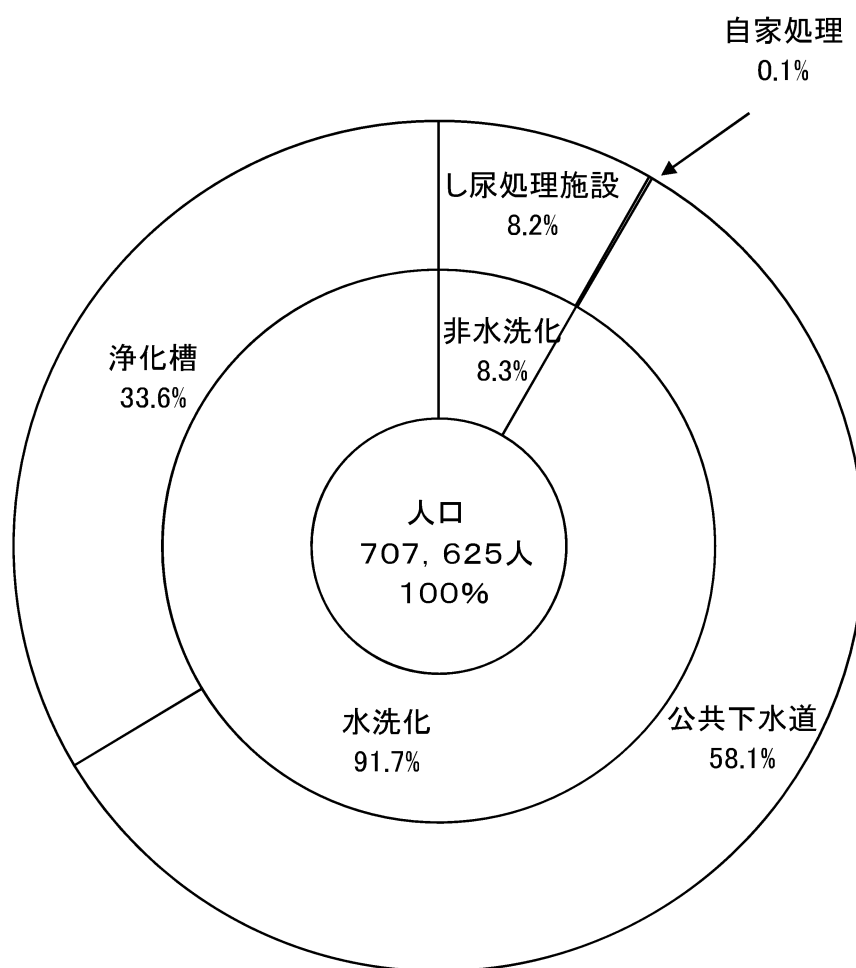 自家処理
0.1%
し尿処理施設
8.2%
非水洗化
8.3%
浄化槽
33.6%
人口
707,625人
100%
水洗化
91.7%
公共下水道
58.1%